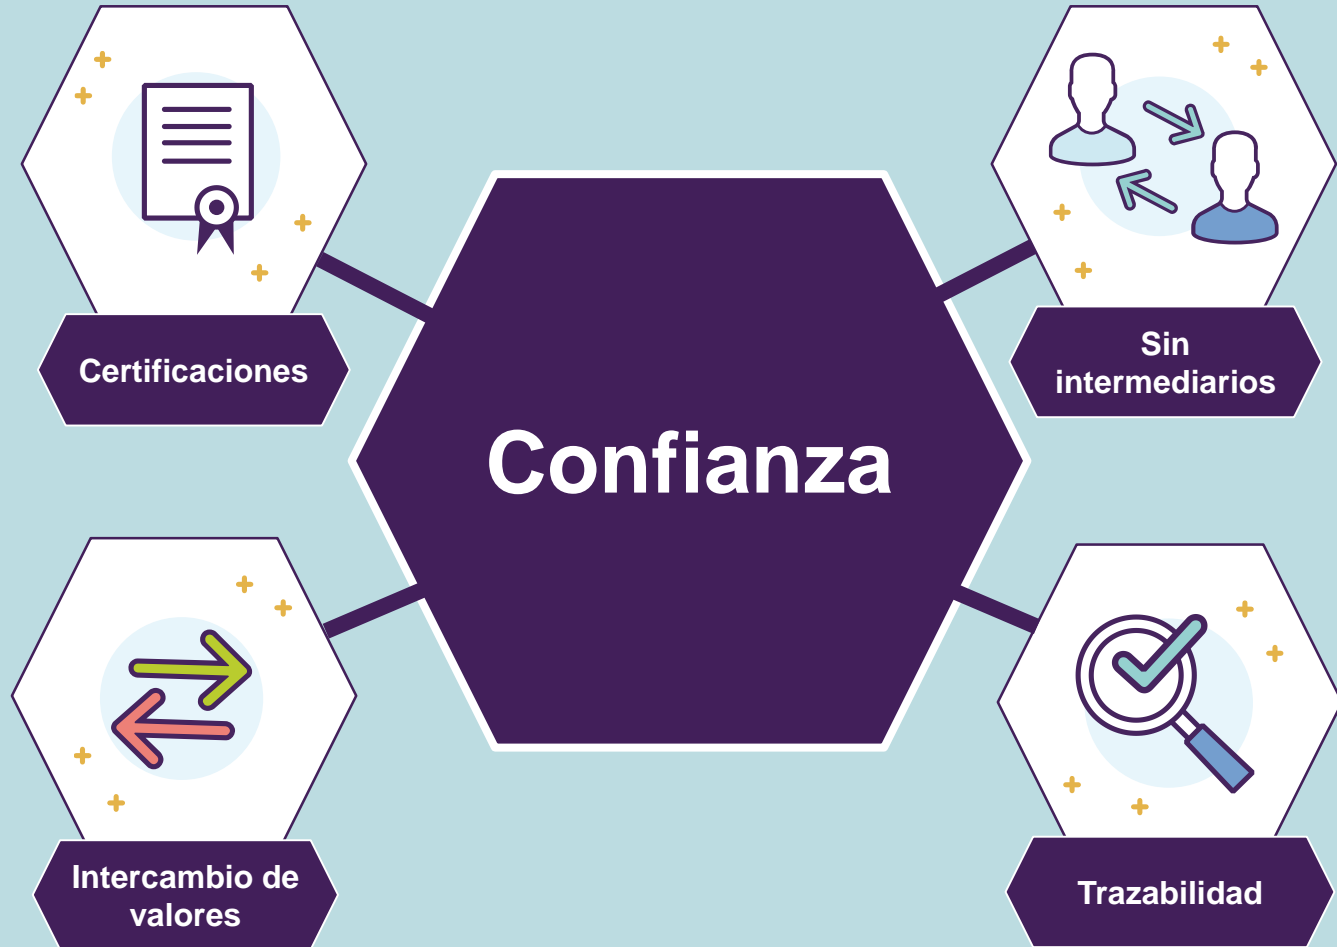 Certificaciones
Sin
intermediarios
Confianza
Intercambio de
valores
Trazabilidad